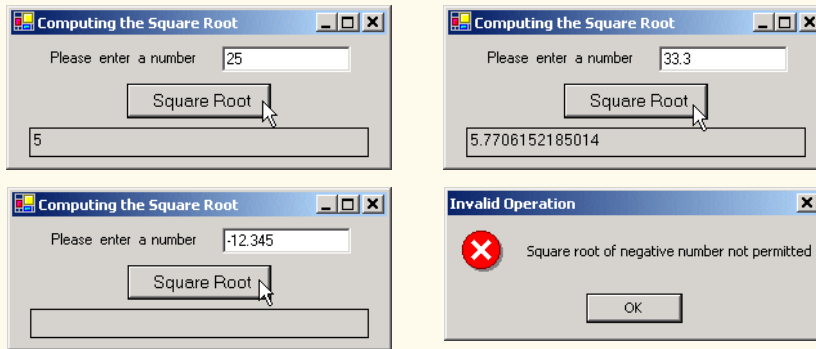 Computing the Square Root
Please enter a number 25
Square Root
5
Computing the Square Root
Please enter a number 33.3
Square Root
5.7706152185014
Computing the Square Root
Please enter a number -12.345
Square Root
Invalid Operation
Square root of negative number not permitted
OK